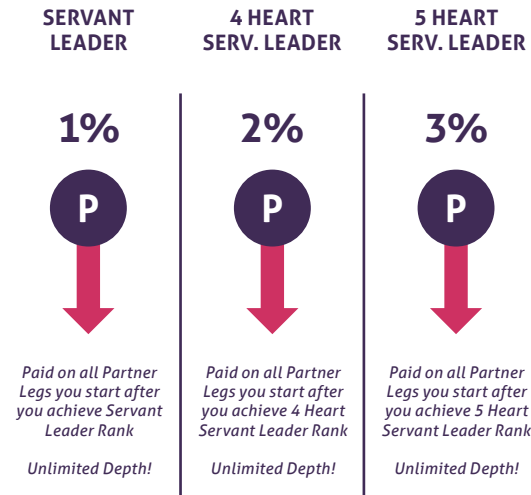 SERVANT
LEADER
1%
P
Paid on all Partner
Legs you start after
you achieve Servant
Leader Rank
Unlimited Depth!
4 HEART
SERV. LEADER
2%
P
Paid on all Partner
Legs you start after
you achieve 4 Heart
Servant Leader Rank
Unlimited Depth!
5 HEART
SERV. LEADER
3%
P
Paid on all Partner
Legs you start after
you achieve 5 Heart
Servant Leader Rank
Unlimited Depth!